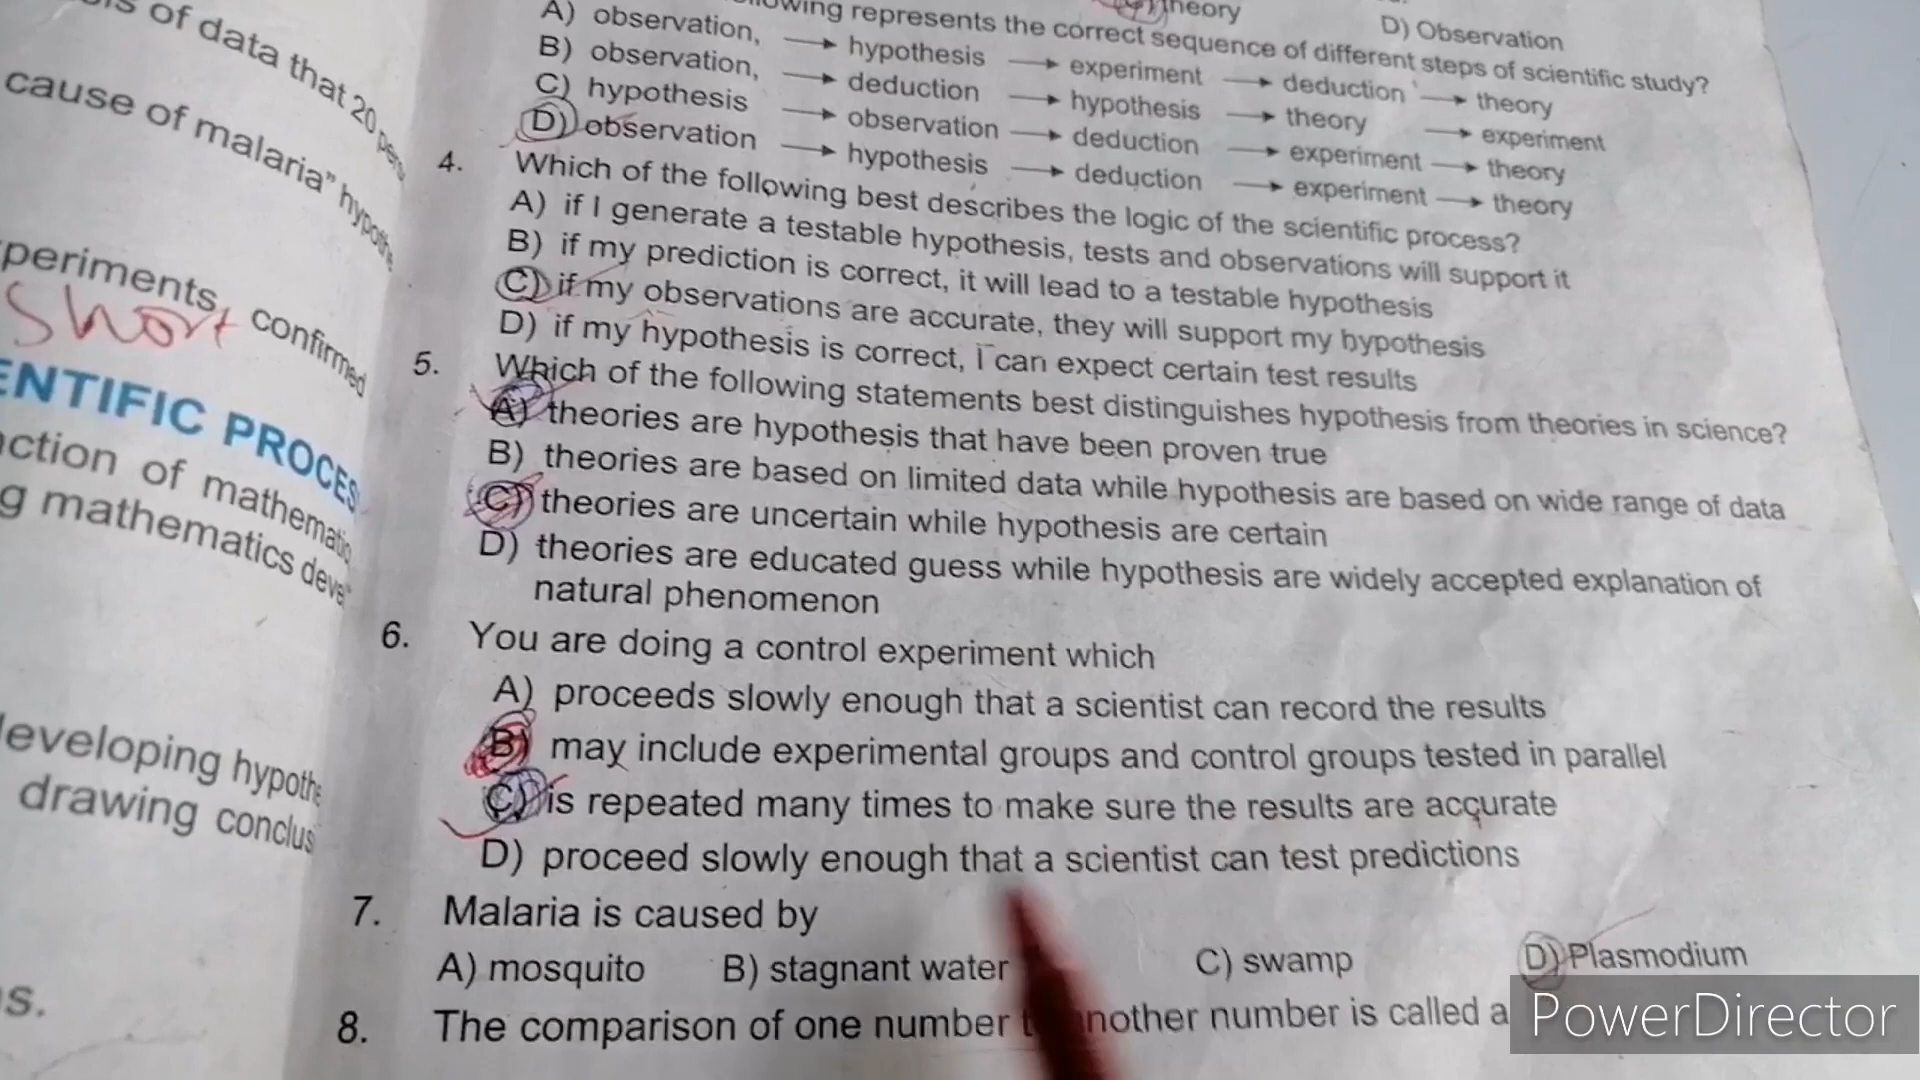 of data that 20
cause of malaria" hypothe
periments, confirmed
Short
ENTIFIC PROCES
ction of mathematic
g mathematics deve
developing hypothe
drawing conclus
s.
theory
D) Observation
owing represents the correct sequence of different steps of scientific study?
A) observation, → hypothesis → experiment → deduction → theory
B) observation, → deduction → hypothesis → theory → experiment
C) hypothesis → observation → deduction → experiment → theory
D) observation → hypothesis → deduction → experiment → theory
4. Which of the following best describes the logic of the scientific process?
A) if I generate a testable hypothesis, tests and observations will support it
B) if my prediction is correct, it will lead to a testable hypothesis
C) if my observations are accurate, they will support my hypothesis
D) if my hypothesis is correct, I can expect certain test results
5. Which of the following statements best distinguishes hypothesis from theories in science?
A) theories are hypothesis that have been proven true
B) theories are based on limited data while hypothesis are based on wide range of data
C) theories are uncertain while hypothesis are certain
D) theories are educated guess while hypothesis are widely accepted explanation of
natural phenomenon
6. You are doing a control experiment which
A) proceeds slowly enough that a scientist can record the results
B) may include experimental groups and control groups tested in parallel
C) is repeated many times to make sure the results are accurate
D) proceed slowly enough that a scientist can test predictions
7. Malaria is caused by
A) mosquito B) stagnant water C) swamp D) Plasmodium
8. The comparison of one number another number is called a
PowerDirector